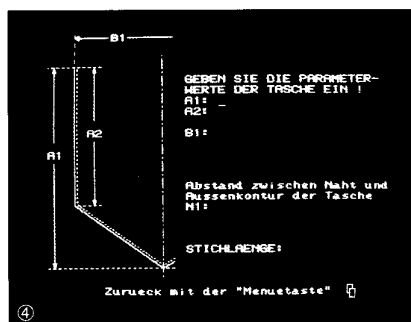 B1
GEBEN SIE DIE PARAMETER-
WERTE DER TASCHE EIN !
A1: _
A2:
B1:
A2
A1
Abstand zwischen Naht und
Aussenkontur der Tasche
N1:
STICHLAENGE:
Zurueck mit der "Menuetaste"
④